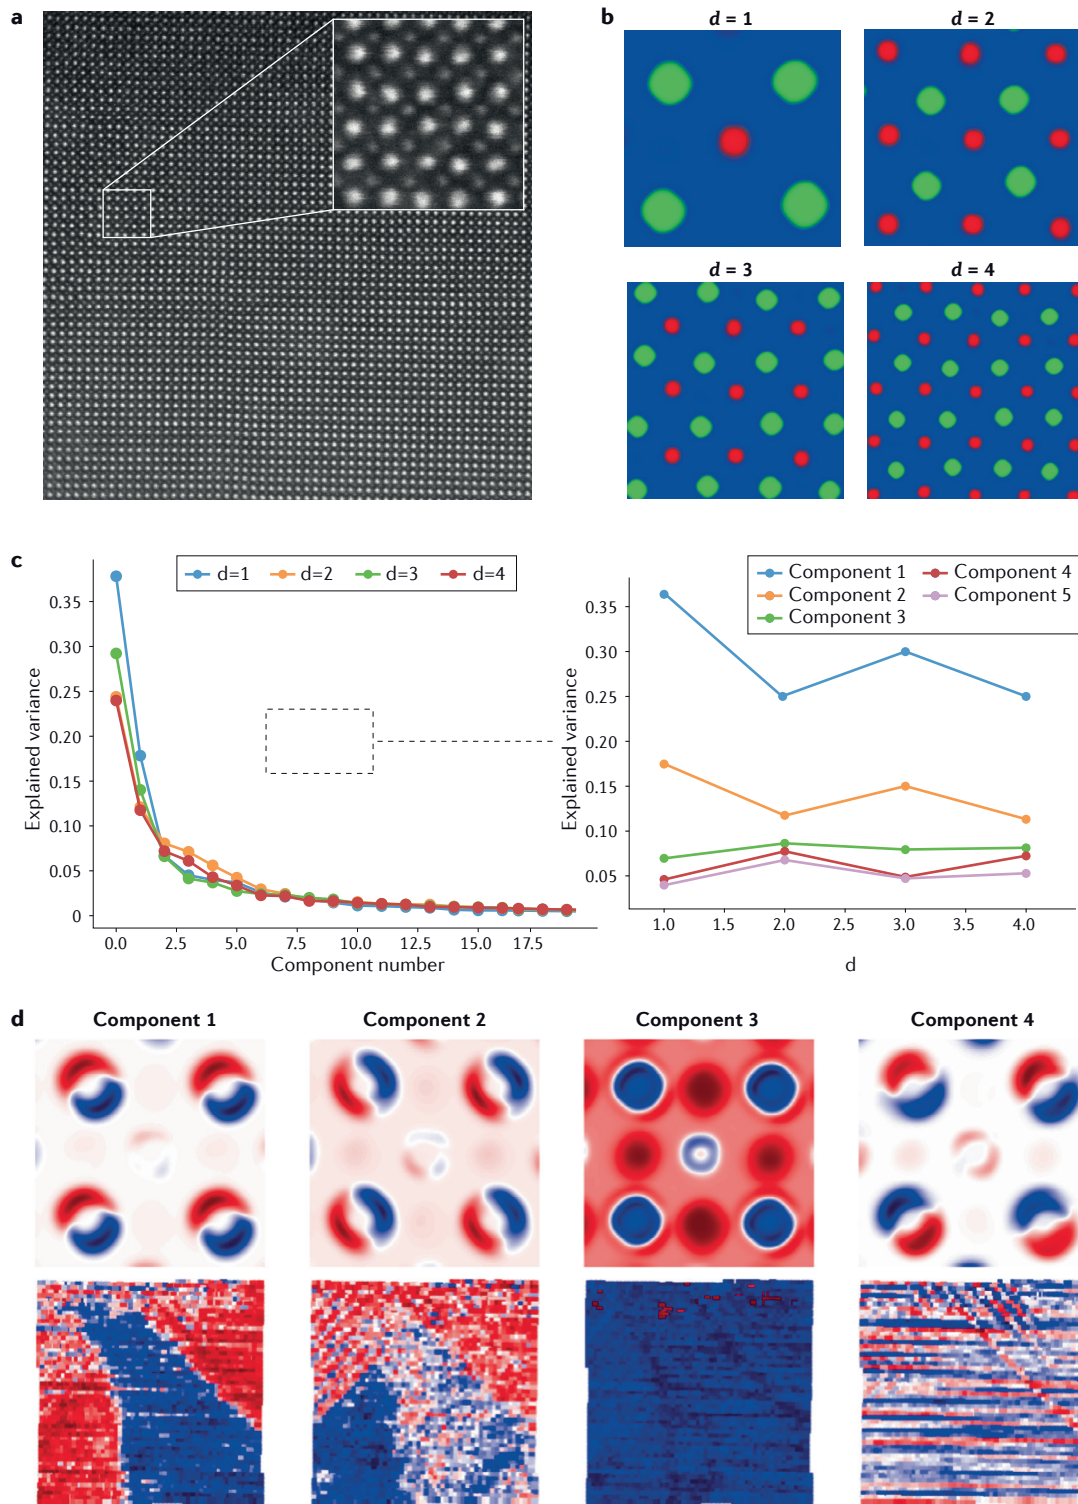 a
b
d = 1
d = 2
d = 3
d = 4
c
d=1
d=2
d=3
d=4
Explained variance
0.35
0.30
0.25
0.20
0.15
0.10
0.05
0
0.0
2.5
5.0
7.5
10.0
12.5
15.0
17.5
Component number
Component 1
Component 2
Component 3
Component 4
Component 5
Explained variance
0.35
0.30
0.25
0.20
0.15
0.10
0.05
1.0
1.5
2.0
2.5
3.0
3.5
4.0
d
d
Component 1
Component 2
Component 3
Component 4